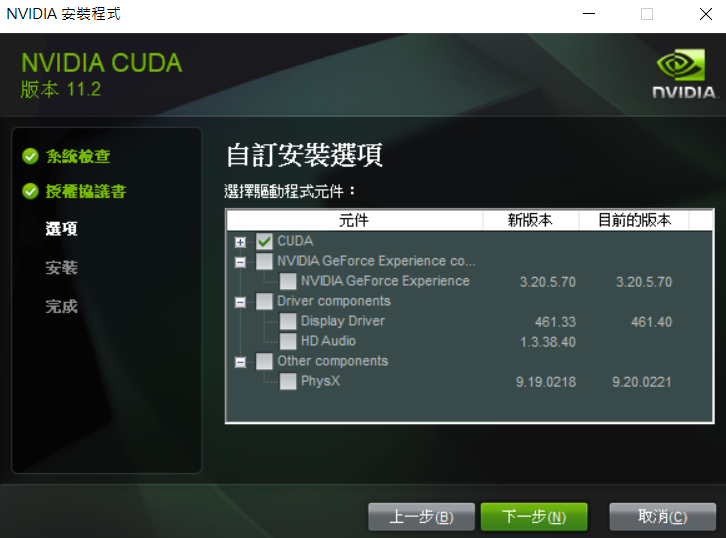 NVIDIA 安裝程式
NVIDIA CUDA
版本 11.2
NVIDIA.
系統檢查
授權協議書
選項
安裝
完成
自訂安裝選項
選擇驅動程式元件：
元件 新版本 目前的版本
CUDA
NVIDIA GeForce Experience co...
NVIDIA GeForce Experience 3.20.5.70 3.20.5.70
Driver components
Display Driver 461.33 461.40
HD Audio 1.3.38.40
Other components
PhysX 9.19.0218 9.20.0221
上一步(B) 下一步(N) 取消(C)